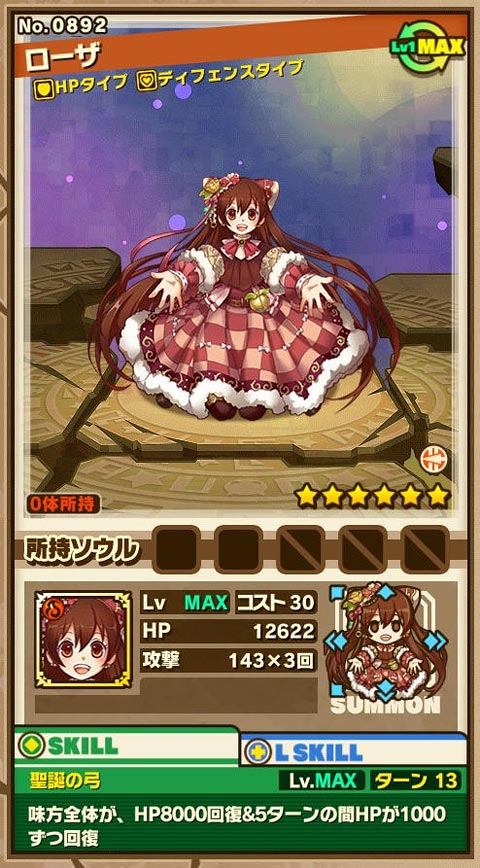 No.0892
ローザ
Lv1 MAX
HPタイプ ディフェンスタイプ
0体所持
所持ソウル
Lv MAX コスト 30
HP 12622
攻撃 143×3回
SUMMON
SKILL
L SKILL
聖誕の弓 Lv.MAX ターン 13
味方全体が、HP8000回復&5ターンの間HPが1000
ずつ回復